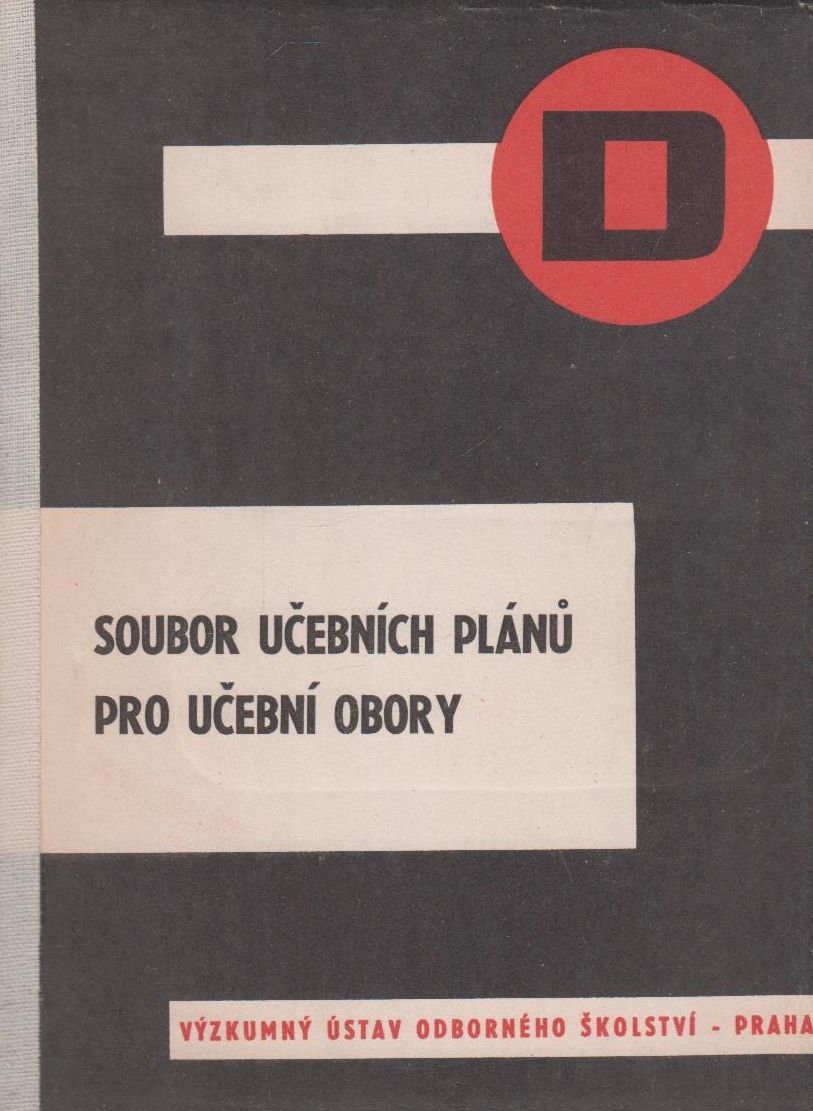 D
SOUBOR UČEBNÍCH PLÁNŮ
PRO UČEBNÍ OBORY
VÝZKUMNÝ ÚSTAV ODBORNÉHO ŠKOLSTVÍ - PRAHA